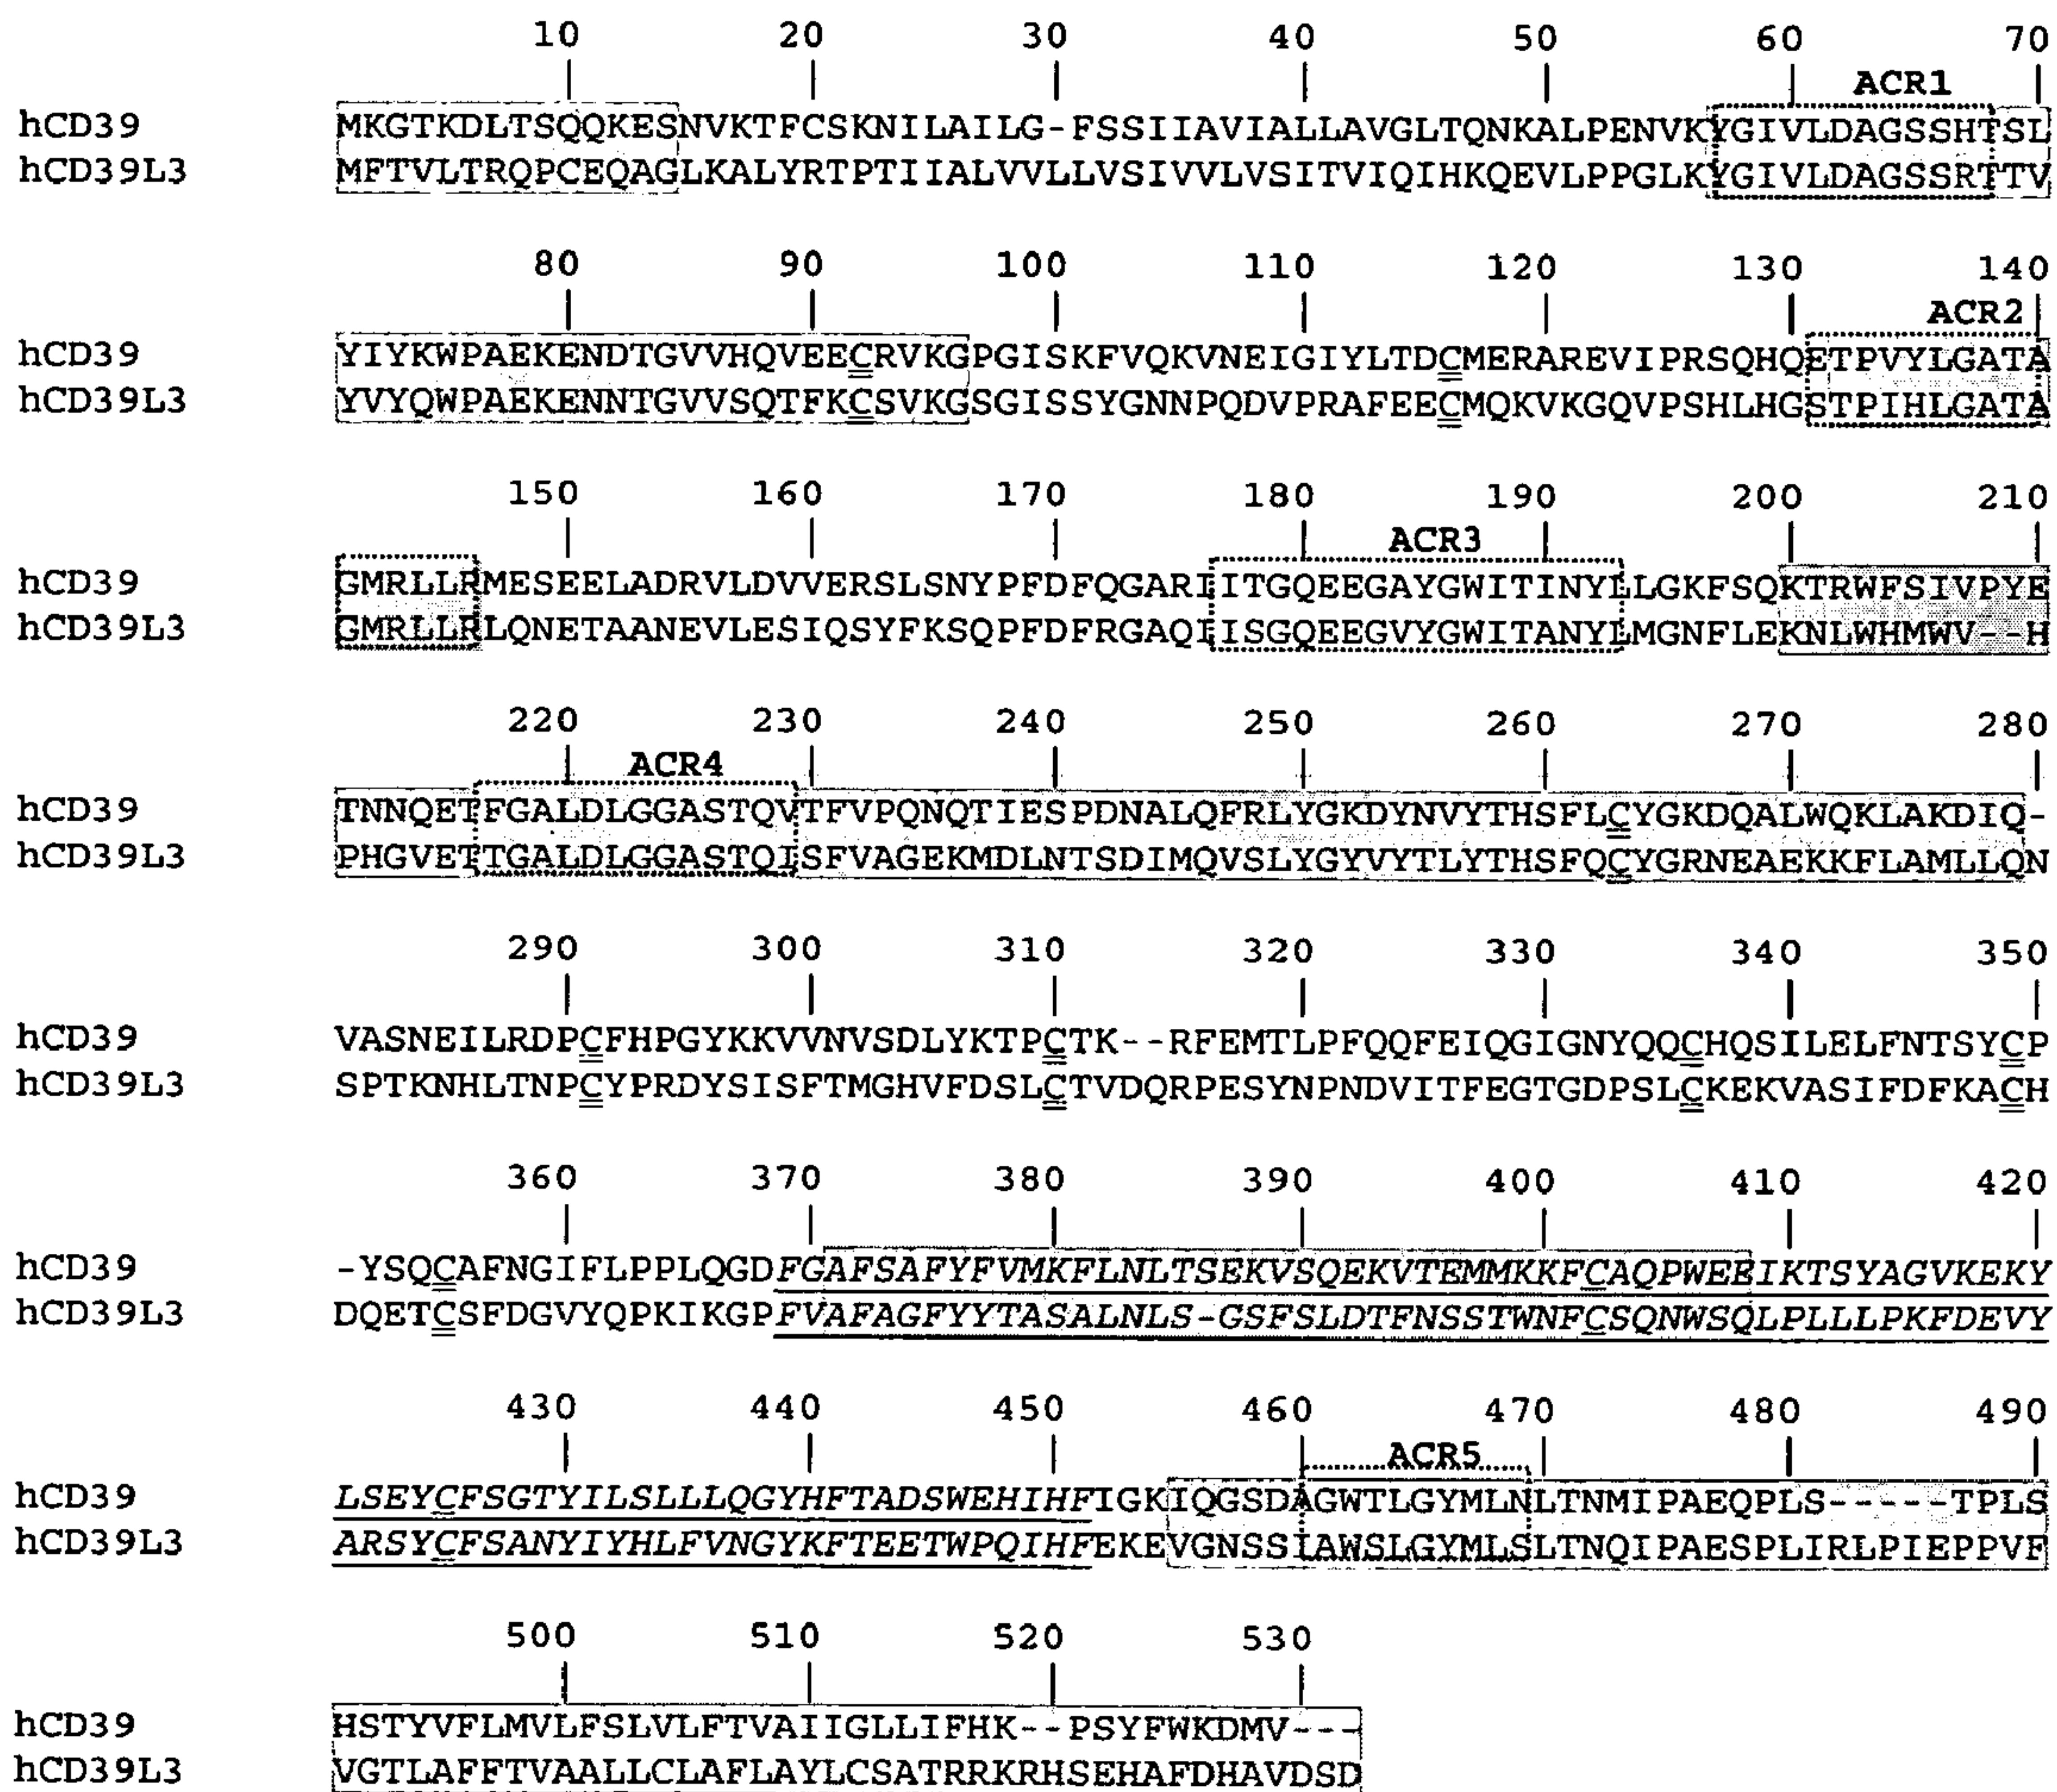 10 20 30 40 50 60 70
ACR1
hCD39 MKGTKDLTSQQKESNVKTFCSKNILAILG-FSSIIAVIALLAVGLTQNKALPENVKYGIVLDAGSSHTSL
hCD39L3 MFTVLTRQPCEQAGLKALYRTPTIIALVVLLVSIVVLVSITVIQIHKQEVLPPGLKYGIVLDAGSSRTTV
80 90 100 110 120 130 140
ACR2
hCD39 YIYKWPAEKENDTGVVHQVEECRVKGPGISKFVQKVNEIGIYLTDCMERAREVIPRSQHQETPVYLGATA
hCD39L3 YVYQWPAEKENNTGVVSQTFKCSVKGSGISSYGNNPQDVPRAFEECMQKVKGQVPSHLHGSTPIHLGATA
150 160 170 180 190 200 210
ACR3
hCD39 GMRLLRMESEELADRVLDVVERSLSNYPFDFQGARIITGQEEGAYGWITINYLLGKFSQKTRWFSIVPYE
hCD39L3 GMRLLRLQNETAANEVLESIQSYFKSQPFDFRGAQIISGQEEGVYGWITANYLMGNFLEKNLWHMWV--H
220 230 240 250 260 270 280
ACR4
hCD39 TNNQETFGALDLGGASTQVTFVPQNQTIESPDNALQFRLYGKDYNVYTHSFLCYGKDQALWQKLAKDIQ-
hCD39L3 PHGVETTGALDLGGASTQISFVAGEKMDLNTSDIMQVSLYGYVYTLYTHSFQCYGRNEAEKKFLAMLLQN
290 300 310 320 330 340 350
hCD39 VASNEILRDPCFHPGYKKVVNVSDLYKTPCTK--RFEMTLPFQQFEIQGIGNYQQCHQSILELFNTSYCP
hCD39L3 SPTKNHLTNPCYPRDYSISFTMGHVFDSLCTVDQRPESYNPNDVITFEGTGDPSLCKEKVASIFDFKACH
360 370 380 390 400 410 420
hCD39 -YSQCAFNGIFLPPLQGDFGAFSAFYFVMKFLNLTSEKVSQEKVTEMMKKFCAQPWEEIKTSYAGVKEKY
hCD39L3 DQETCSFDGVYQPKIKGPFVAFAGFYYTASALNLS-GSFSLDTFNSSTWNFCSQNWSQLPLLLPKFDEVY
430 440 450 460 470 480 490
ACR5
hCD39 LSEYCFSGTYILSLLLQGYHFTADSWEHIHFIGKIQGSDAGWTLGYMLNLTNMIPAEQPLS-----TPLS
hCD39L3 ARSYCFSANYIYHLFVNGYKFTEETWPQIHFEKEVGNSSIAWSLGYMLSLTNQIPAESPLIRLPIEPPVF
500 510 520 530
hCD39 HSTYVFLMVLFSLVLFTVAIIGLLIFHK--PSYFWKDMV---
hCD39L3 VGTLAFFTVAALLCLAFLAYLCSATRRKRHSEHAFDHAVDSD